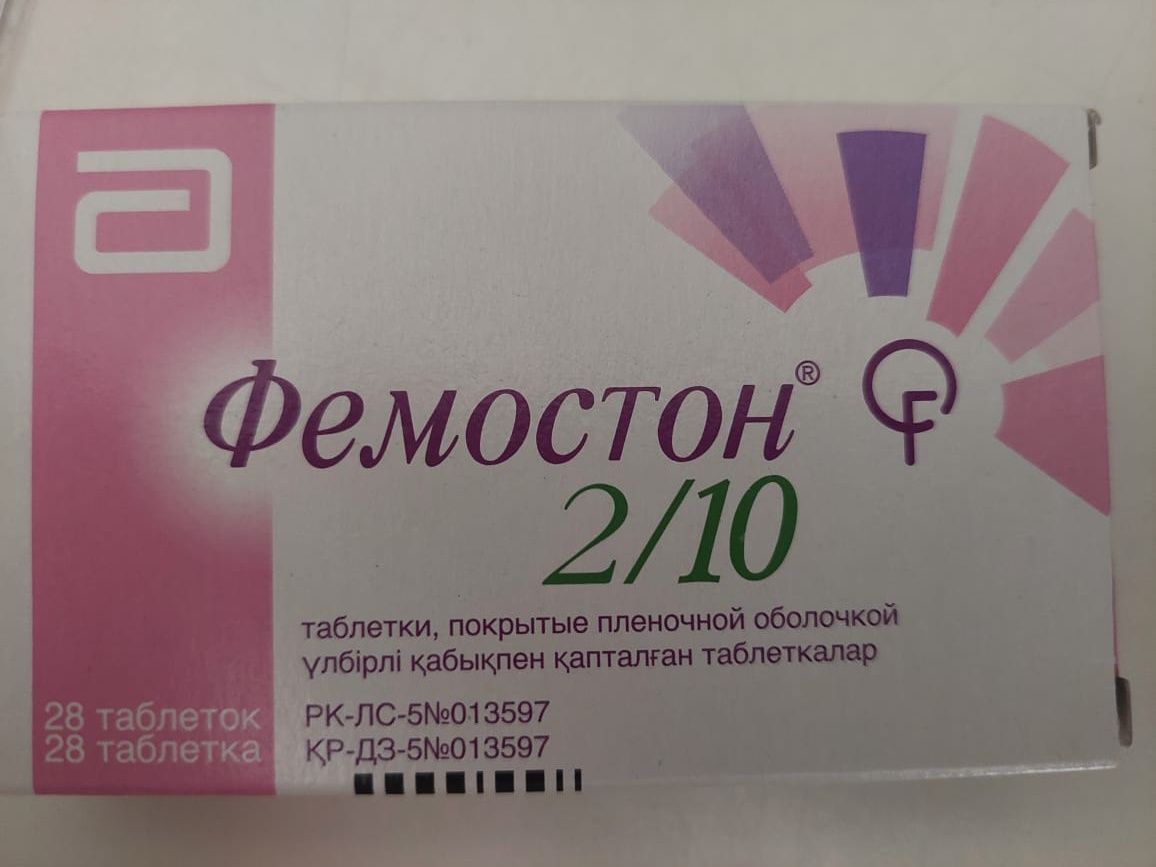 Фемостон®
2/10
таблетки, покрытые пленочной оболочкой
үлбірлі қабықпен қапталған таблеткалар
28 таблеток
28 таблетка
РК-ЛС-5№013597
ҚР-ДЗ-5№013597